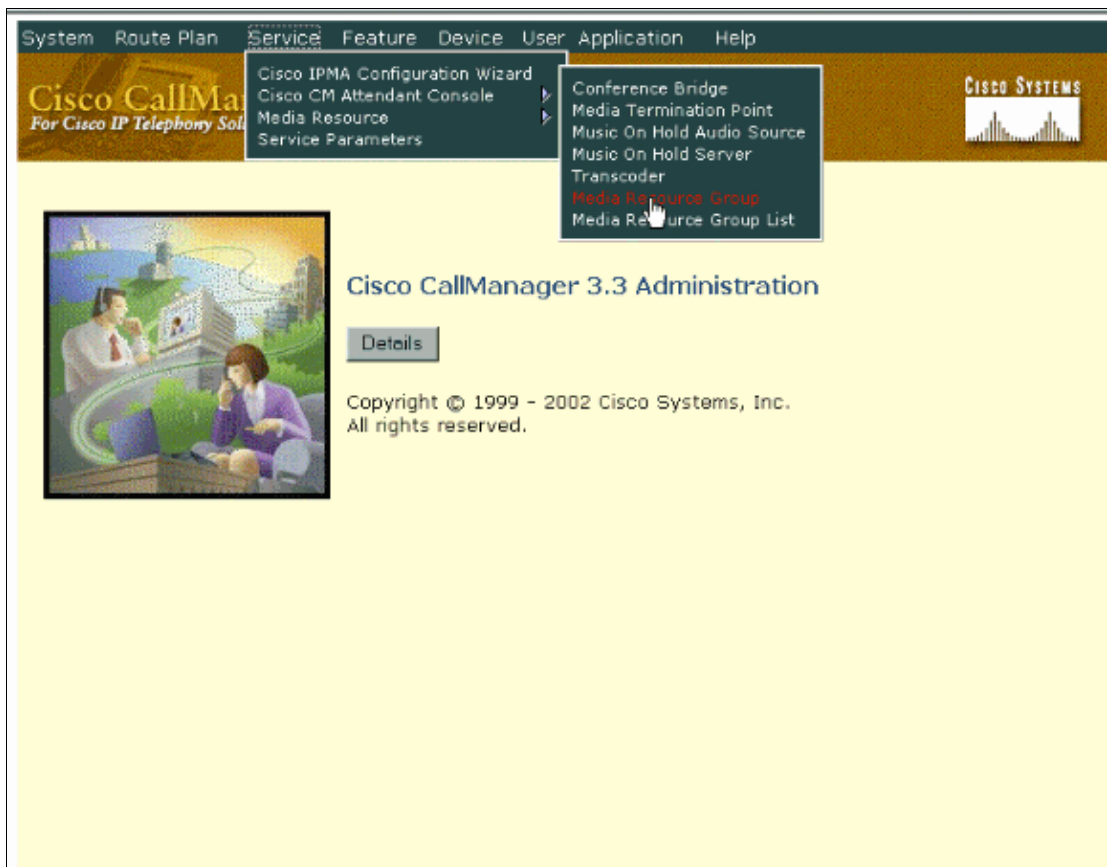 System Route Plan Service Feature Device User Application Help
Cisco CallMa
For Cisco IP Telephony Sol
Cisco IPMA Configuration Wizard
Cisco CM Attendant Console
Media Resource
Service Parameters
Conference Bridge
Media Termination Point
Music On Hold Audio Source
Music On Hold Server
Transcoder
Media Resource Group
Media Resource Group List
CISCO SYSTEMS
Cisco CallManager 3.3 Administration
Details
Copyright © 1999 - 2002 Cisco Systems, Inc.
All rights reserved.